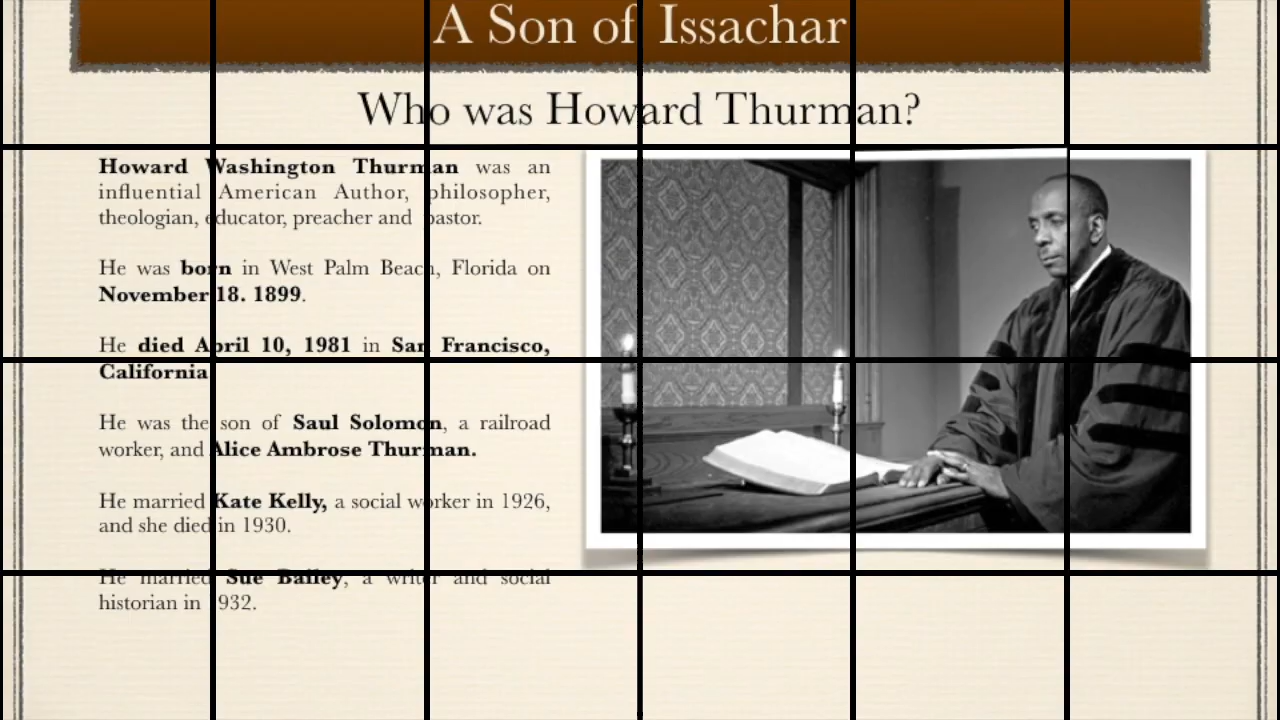 A Son of Issachar
Who was Howard Thurman?
Howard Washington Thurman was an
influential American Author, philosopher,
theologian, educator, preacher and pastor.
He was born in West Palm Beach, Florida on
November 18. 1899.
He died April 10, 1981 in San Francisco,
California
He was the son of Saul Solomon, a railroad
worker, and Alice Ambrose Thurman.
He married Kate Kelly, a social worker in 1926,
and she died in 1930.
He married Sue Bailey, a writer and social
historian in 1932.